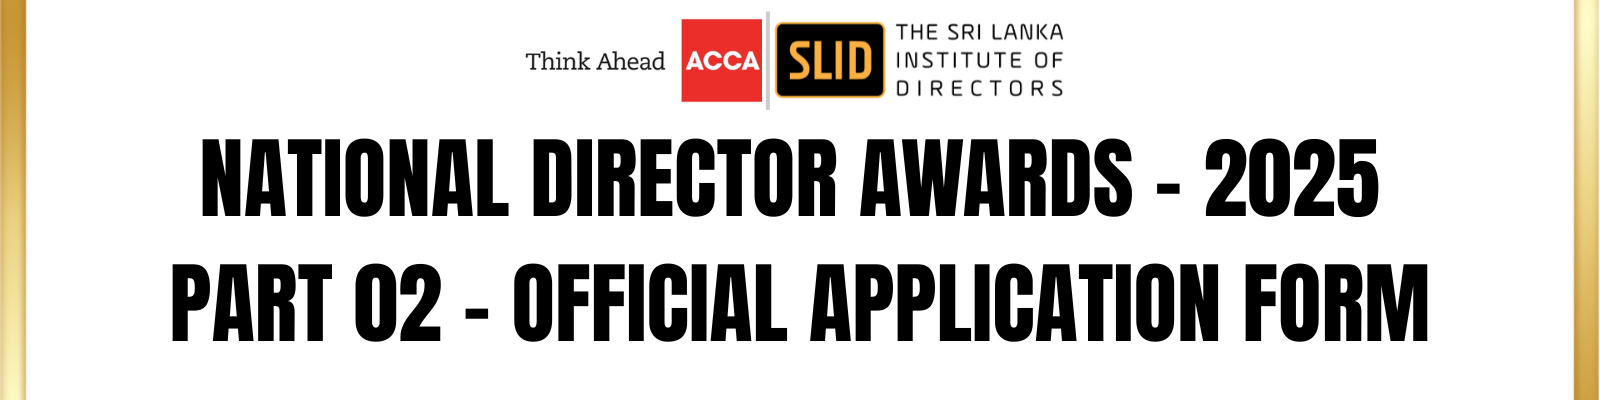 Think Ahead
ACCA
SLID
THE SRI LANKA
INSTITUTE OF
DIRECTORS
NATIONAL DIRECTOR AWARDS - 2025
PART 02 - OFFICIAL APPLICATION FORM